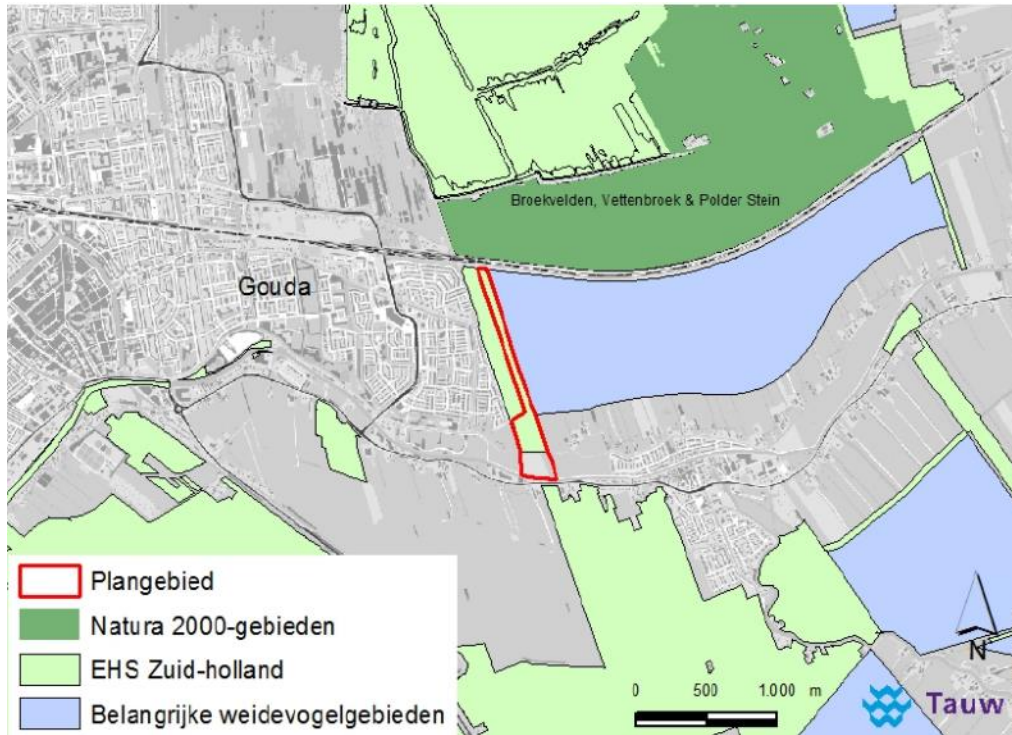 Broekvelden, Vettenbroek & Polder Stein
Gouda
Plangebied
Natura 2000-gebieden
EHS Zuid-holland
Belangrijke weidevogelgebieden
0 500 1.000 m
N
Tauw